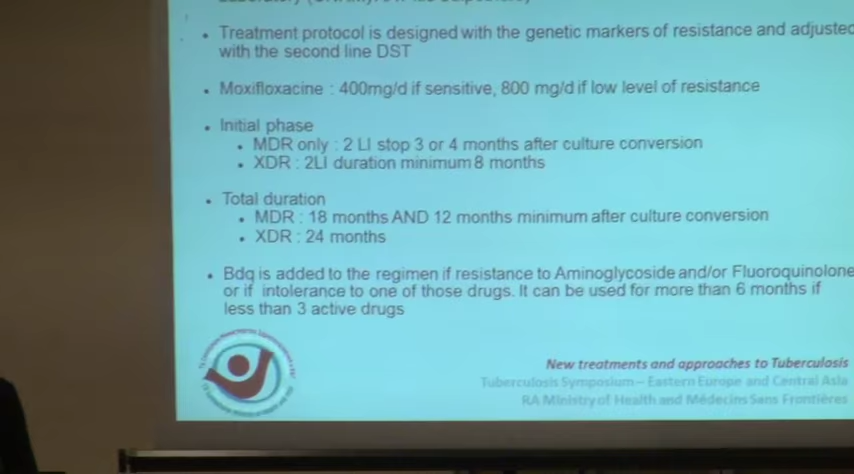 • Treatment protocol is designed with the genetic markers of resistance and adjusted
with the second line DST
• Moxifloxacine : 400mg/d if sensitive, 800 mg/d if low level of resistance
• Initial phase
• MDR only : 2 LI stop 3 or 4 months after culture conversion
• XDR : 2LI duration minimum 8 months
• Total duration
• MDR : 18 months AND 12 months minimum after culture conversion
• XDR : 24 months
• Bdq is added to the regimen if resistance to Aminoglycoside and/or Fluoroquinolone
or if intolerance to one of those drugs. It can be used for more than 6 months if
less than 3 active drugs
New treatments and approaches to Tuberculosis
Tuberculosis Symposium – Eastern Europe and Central Asia
RA Ministry of Health and Médecins Sans Frontières